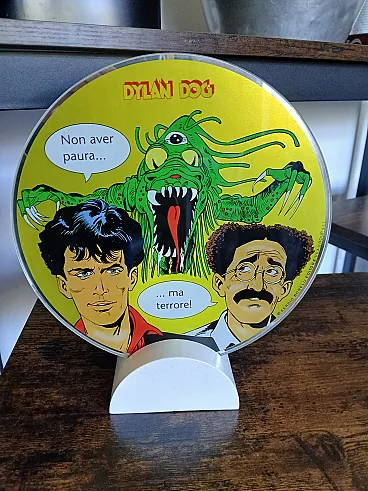 DYLAN DOG
Non aver
paura...
... ma
terrore!